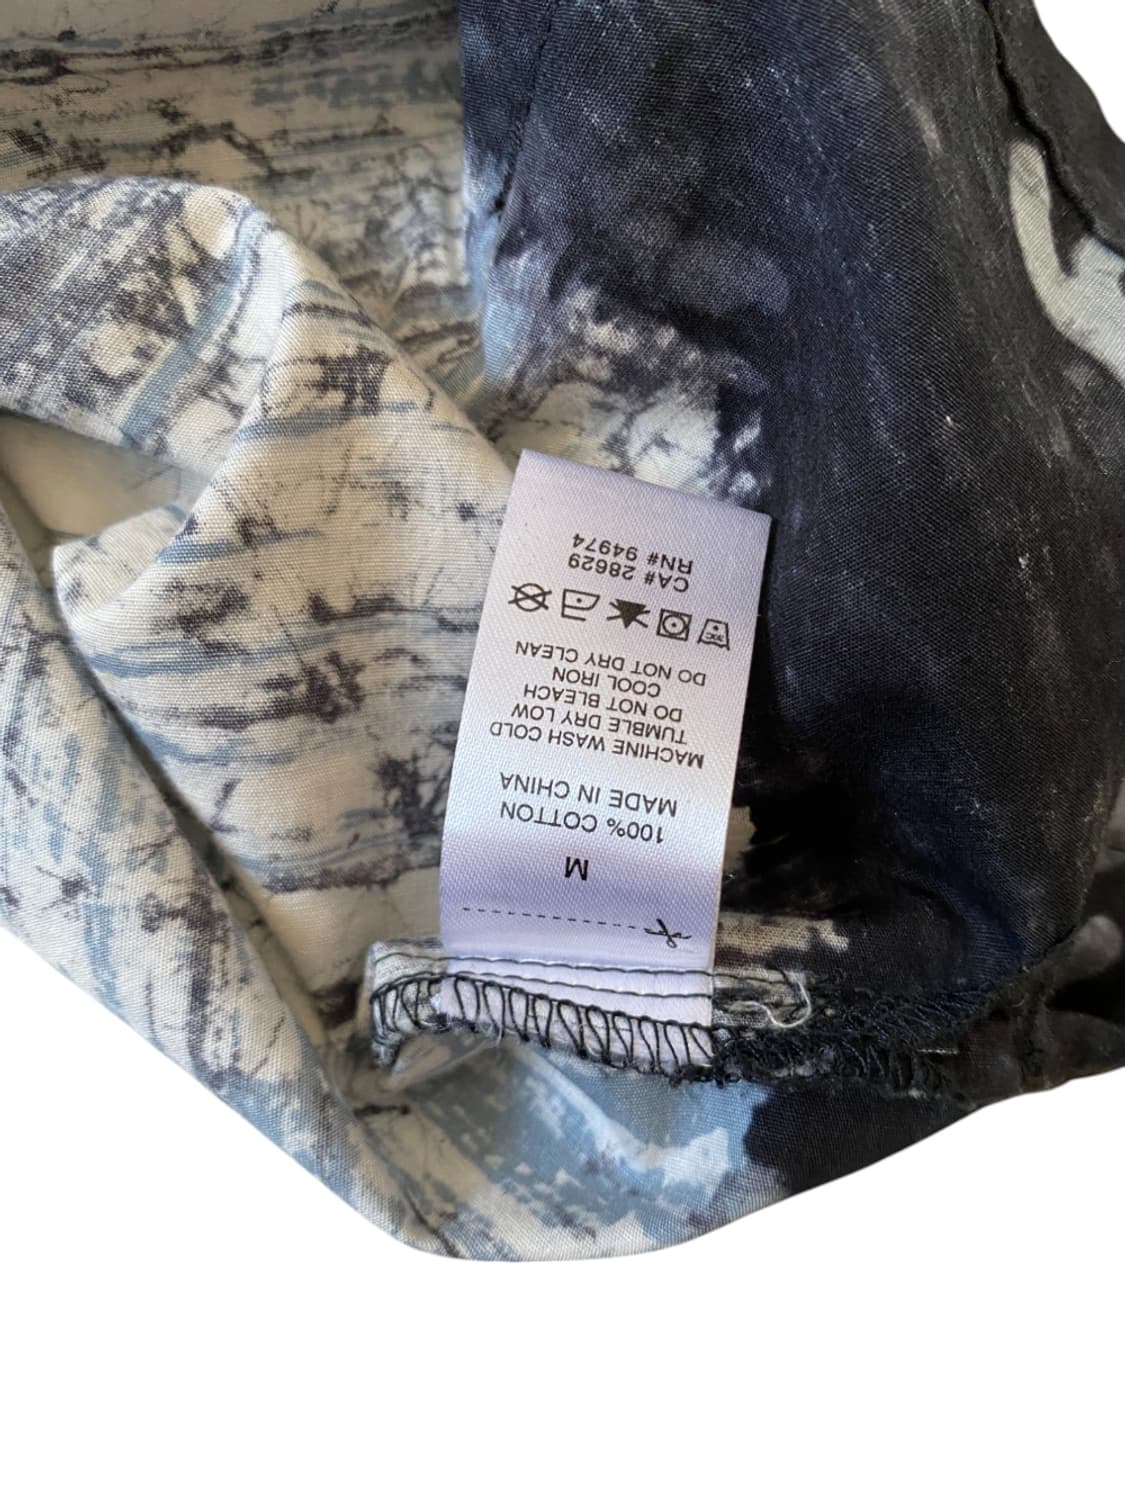 M
100% COTTON
MADE IN CHINA
MACHINE WASH COLD
TUMBLE DRY LOW
DO NOT BLEACH
COOL IRON
DO NOT DRY CLEAN
30C
CA# 28629
RN# 94974